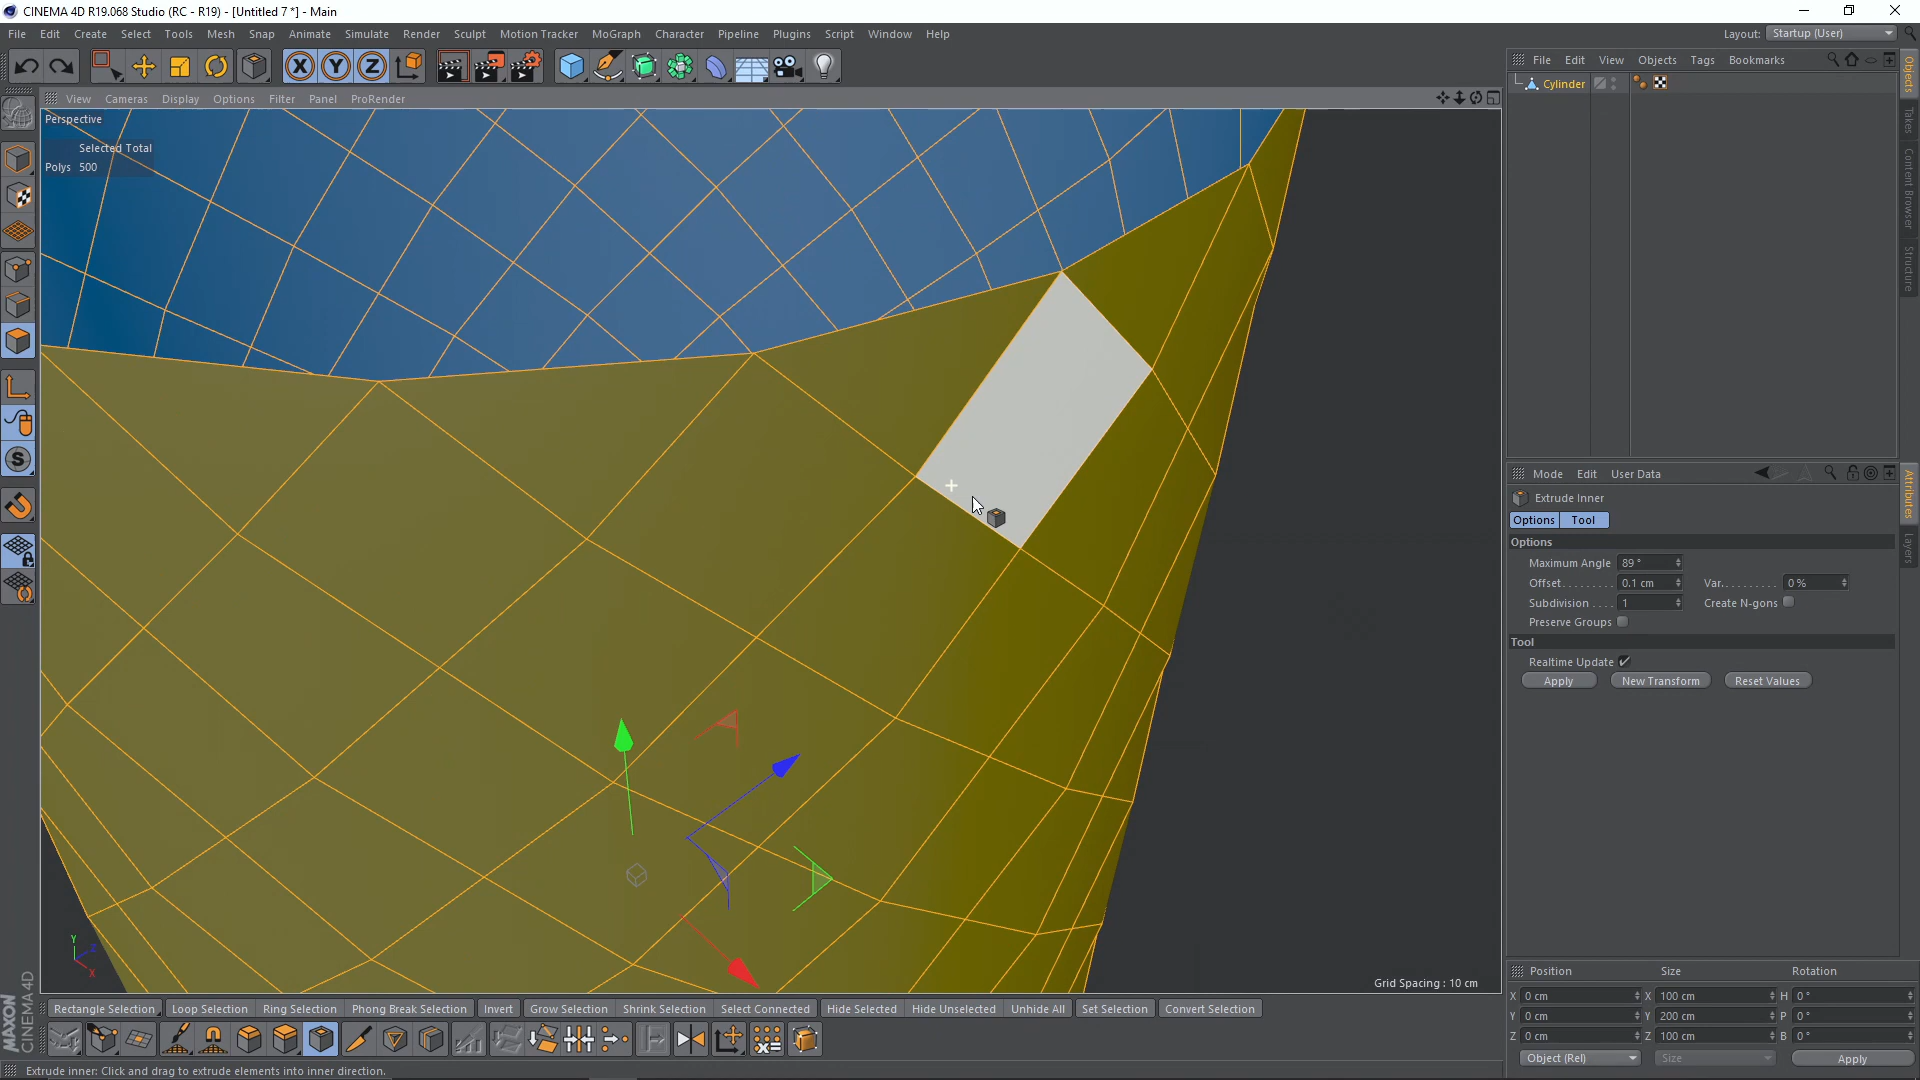 CINEMA 4D R19.068 Studio (RC - R19) - [Untitled 7 *] - Main
File Edit Create Select Tools Mesh Snap Animate Simulate Render Sculpt Motion Tracker MoGraph Character Pipeline Plugins Script Window Help
Layout: Startup (User)
X Y Z
File Edit View Objects Tags Bookmarks
Cylinder
Objects
Takes
Content Browser
Structure
View Cameras Display Options Filter Panel ProRender
Perspective
Selected Total
Polys 500
S
Y
Z
X
Grid Spacing : 10 cm
Mode Edit User Data
Attributes
Layers
Extrude Inner
Options Tool
Options
Maximum Angle 89 °
Offset......... 0.1 cm Var........... 0 %
Subdivision .... 1 Create N-gons
Preserve Groups
Tool
Realtime Update
Apply New Transform Reset Values
Position Size Rotation
X 0 cm X 100 cm H 0 °
Y 0 cm Y 200 cm P 0 °
Z 0 cm Z 100 cm B 0 °
Object (Rel) Size Apply
Rectangle Selection Loop Selection Ring Selection Phong Break Selection Invert Grow Selection Shrink Selection Select Connected Hide Selected Hide Unselected Unhide All Set Selection Convert Selection
MAXON
CINEMA 4D
Extrude inner: Click and drag to extrude elements into inner direction.